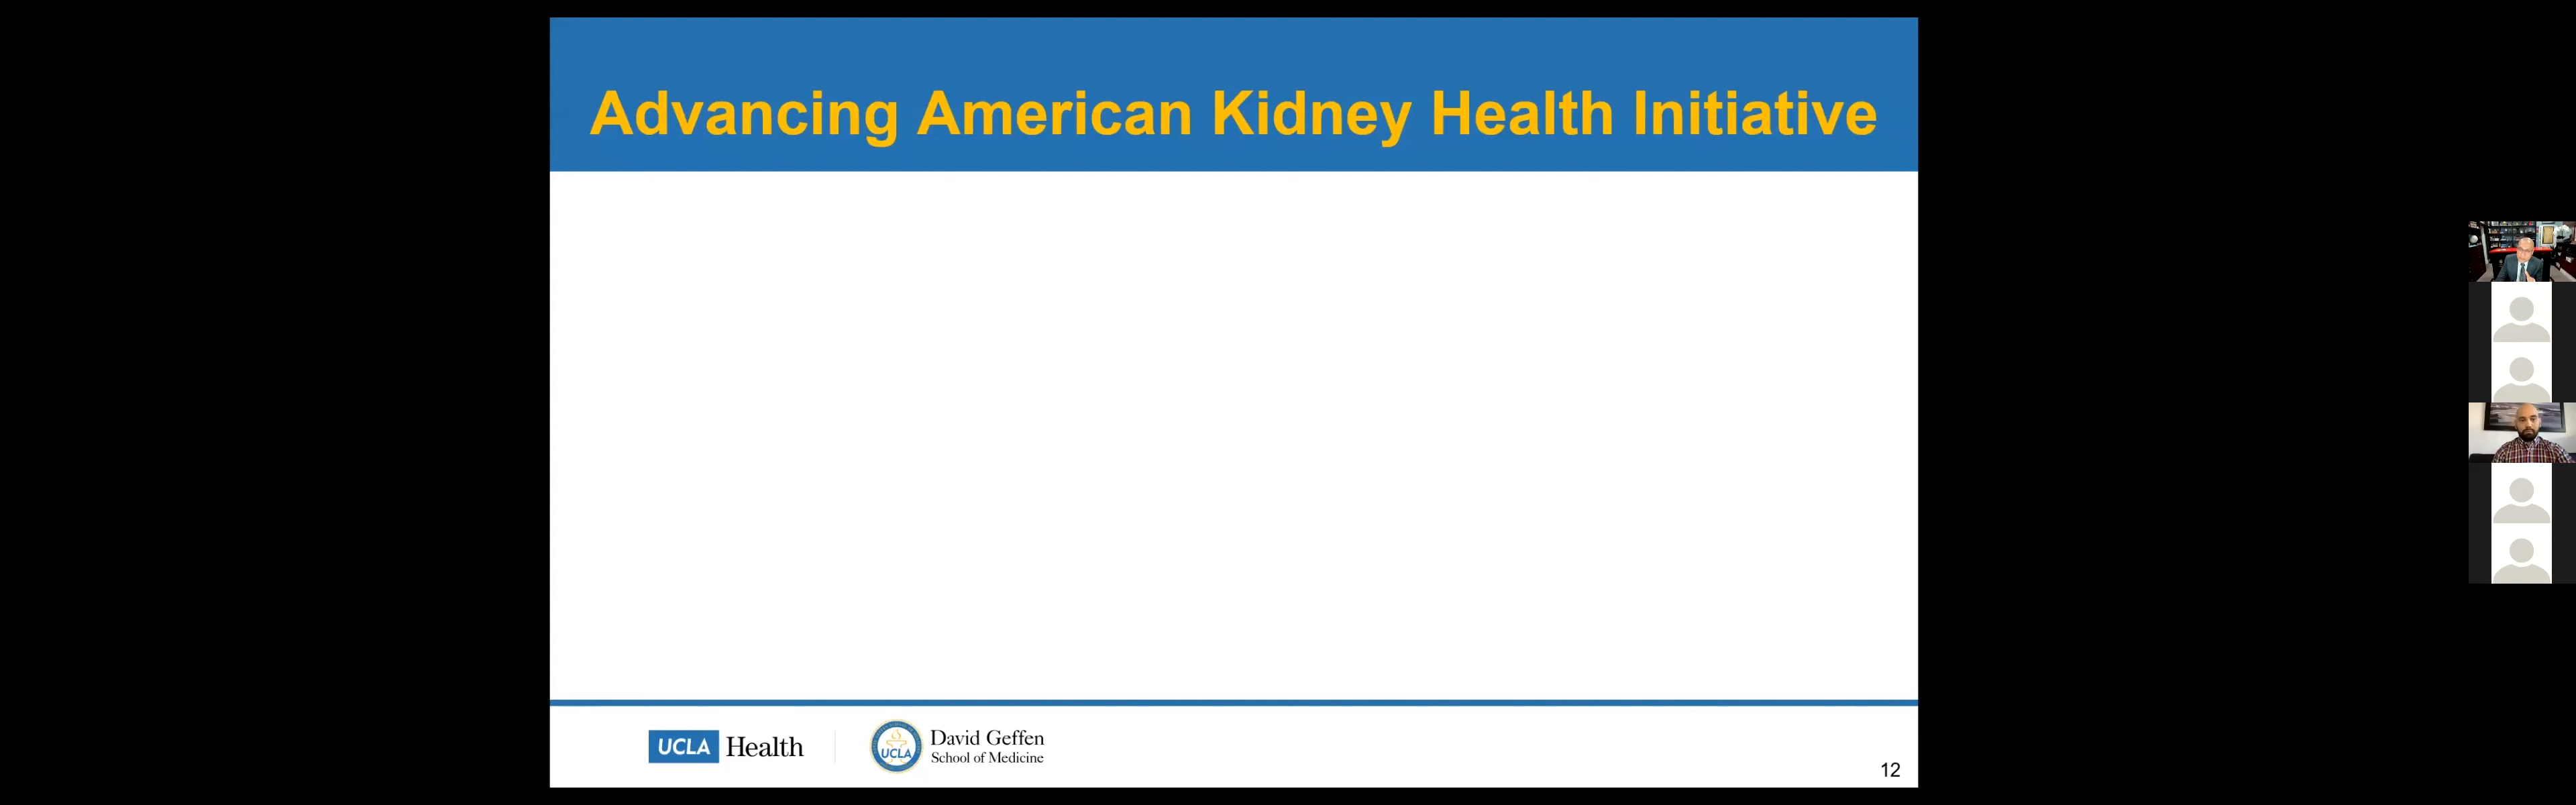 Advancing American Kidney Health Initiative
UCLA Health
UCLA
David Geffen
School of Medicine
12